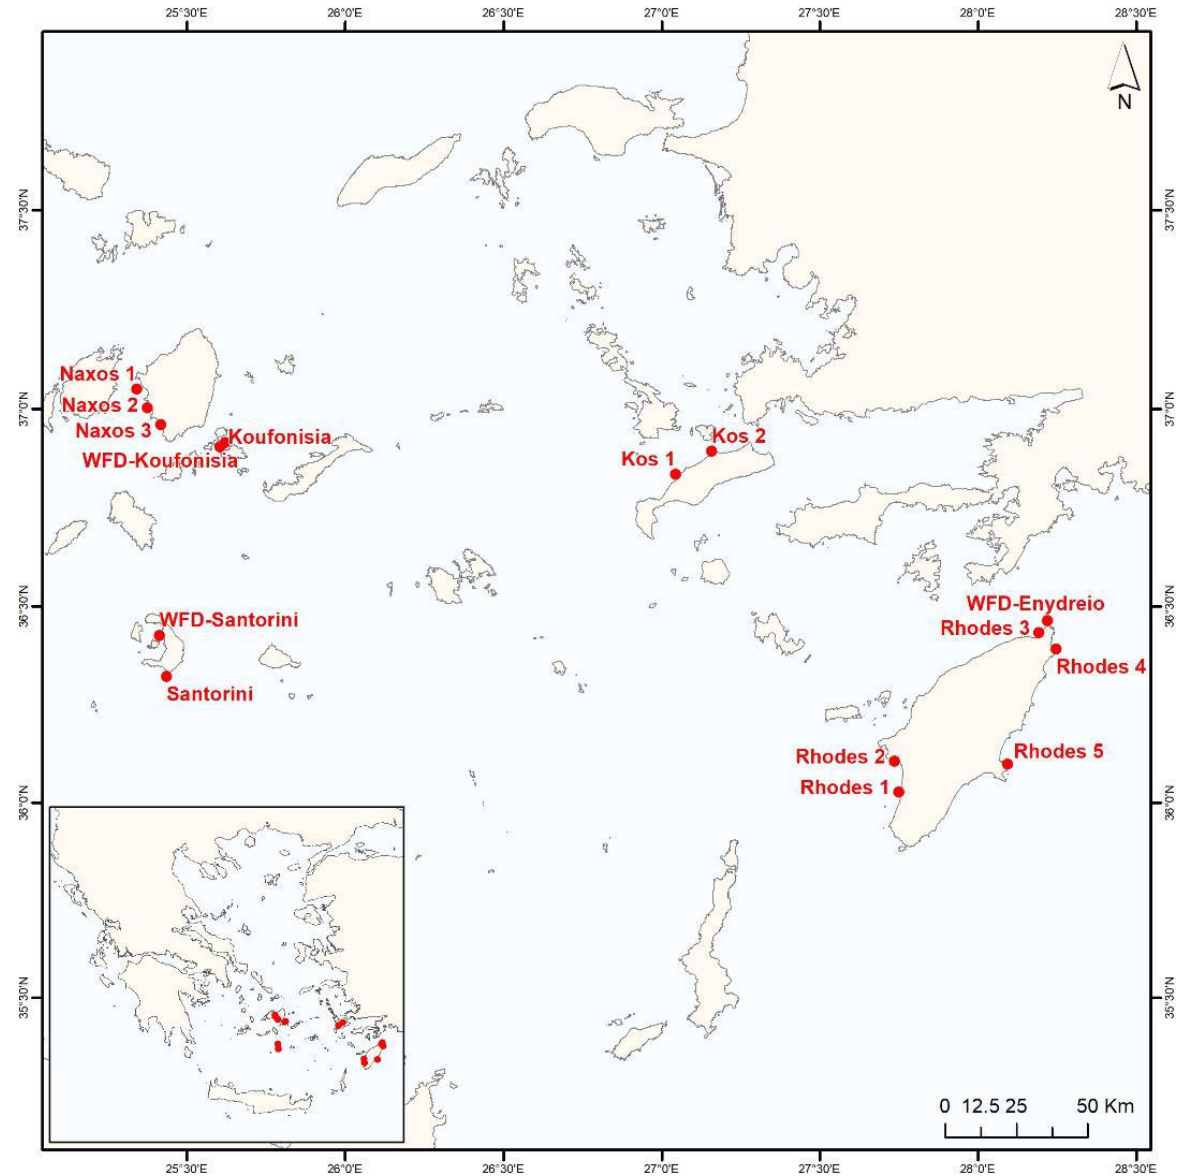 25°30'E 26°0'E 26°30'E 27°0'E 27°30'E 28°0'E 28°30'E
N
37°30'N 37°30'N
Naxos 1
37°0'N 37°0'N
Naxos 2
Naxos 3
Koufonisia
WFD-Koufonisia
Kos 2
Kos 1
36°30'N 36°30'N
WFD-Enydreio
WFD-Santorini
Rhodes 3
Rhodes 4
Santorini
Rhodes 5
Rhodes 2
Rhodes 1
36°0'N 36°0'N
35°30'N 35°30'N
0 12.5 25 50 Km
25°30'E 26°0'E 26°30'E 27°0'E 27°30'E 28°0'E 28°30'E